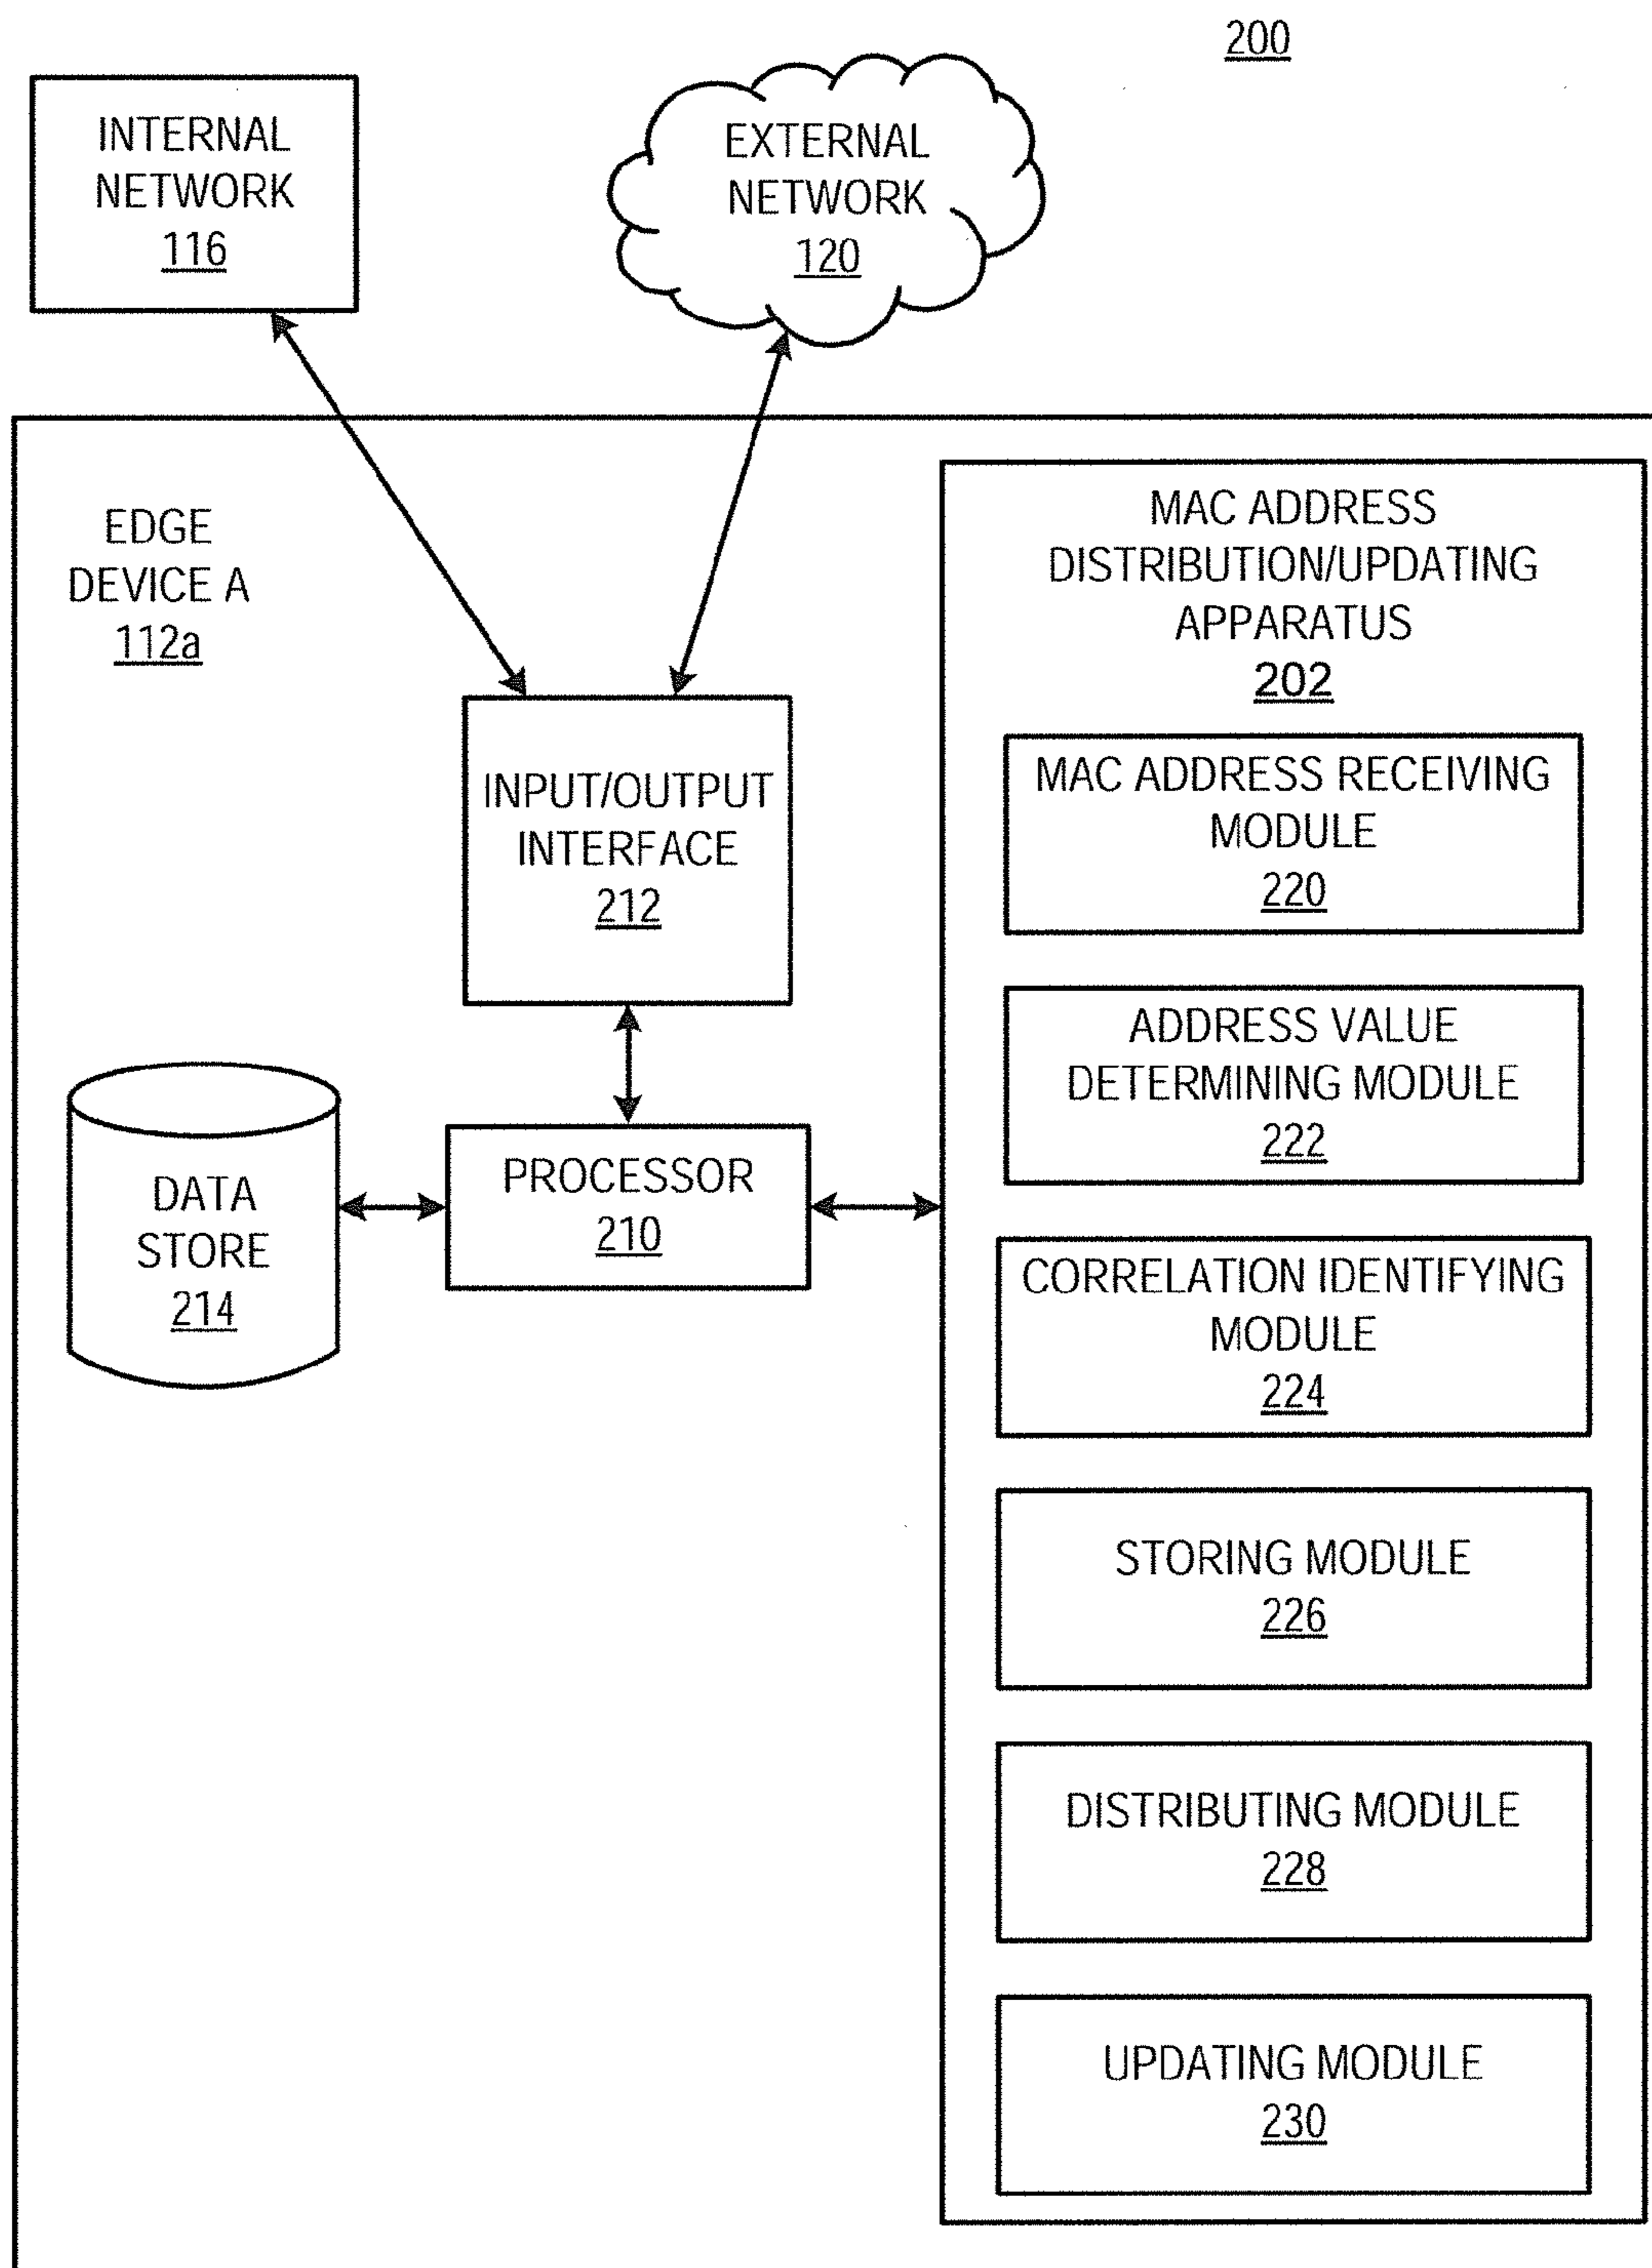 200
INTERNAL
NETWORK
116
EXTERNAL
NETWORK
120
EDGE
DEVICE A
112a
INPUT/OUTPUT
INTERFACE
212
DATA
STORE
214
PROCESSOR
210
MAC ADDRESS
DISTRIBUTION/UPDATING
APPARATUS
202
MAC ADDRESS RECEIVING
MODULE
220
ADDRESS VALUE
DETERMINING MODULE
222
CORRELATION IDENTIFYING
MODULE
224
STORING MODULE
226
DISTRIBUTING MODULE
228
UPDATING MODULE
230